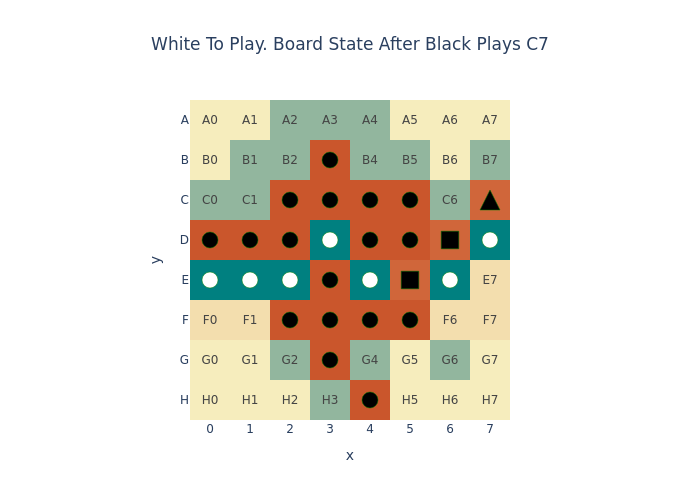 White To Play. Board State After Black Plays C7
A A0 A1 A2 A3 A4 A5 A6 A7
B B0 B1 B2 B4 B5 B6 B7
C C0 C1 C6
D
E E7
F F0 F1 F6 F7
G G0 G1 G2 G4 G5 G6 G7
H H0 H1 H2 H3 H5 H6 H7
0 1 2 3 4 5 6 7
x
y